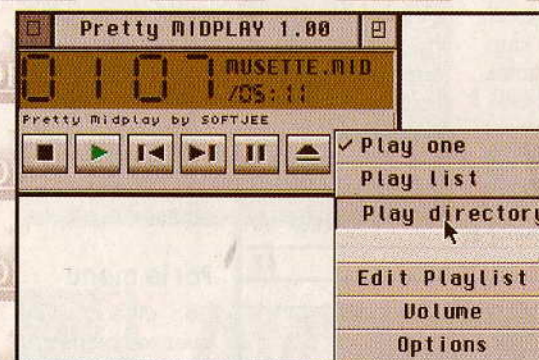 Pretty MIDPLAY 1.00
0107 MUSETTE.MID
/05:11
Pretty Midplay by SOFTJEE
✓ Play one
Play list
Play directory
Edit Playlist
Volume
Options